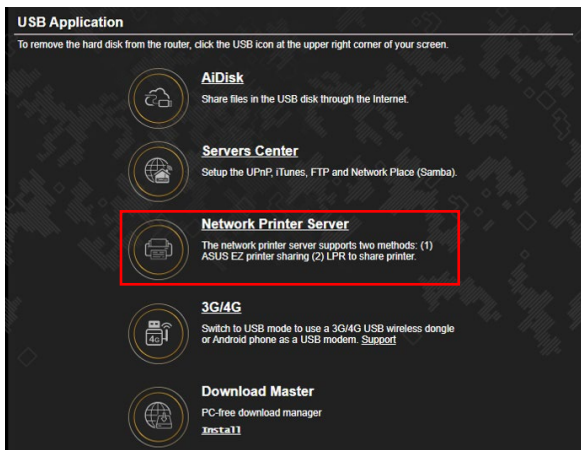 USB Application
To remove the hard disk from the router, click the USB icon at the upper right corner of your screen.
AiDisk
Share files in the USB disk through the Internet.
Servers Center
Setup the UPnP, iTunes, FTP and Network Place (Samba).
Network Printer Server
The network printer server supports two methods: (1)
ASUS EZ printer sharing (2) LPR to share printer.
3G/4G
4G
Switch to USB mode to use a 3G/4G USB wireless dongle
or Android phone as a USB modem. Support
Download Master
PC-free download manager
Install